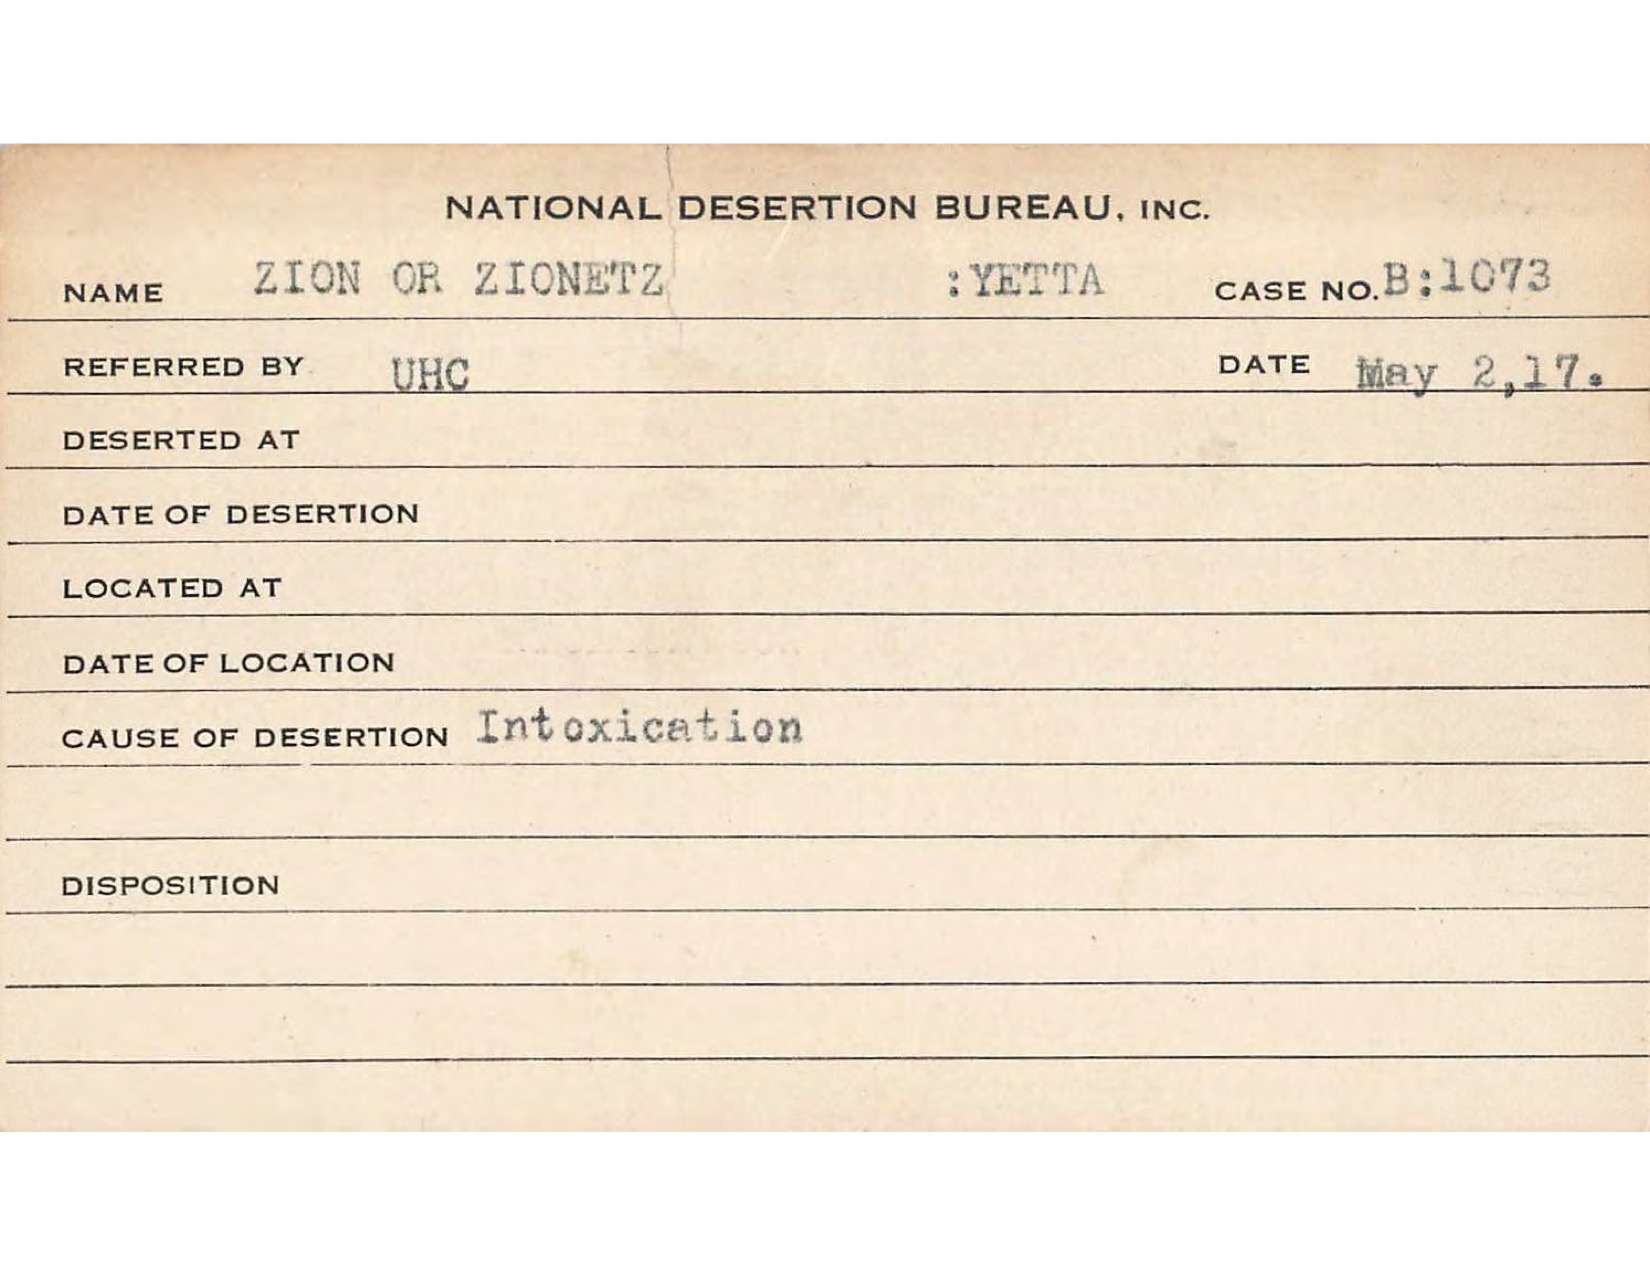 NATIONAL DESERTION BUREAU, INC.
NAME ZION OR ZIONETZ :YETTA CASE NO. B:1073
REFERRED BY UHC DATE May 2,17.
DESERTED AT
DATE OF DESERTION
LOCATED AT
DATE OF LOCATION
CAUSE OF DESERTION Intoxication
DISPOSITION